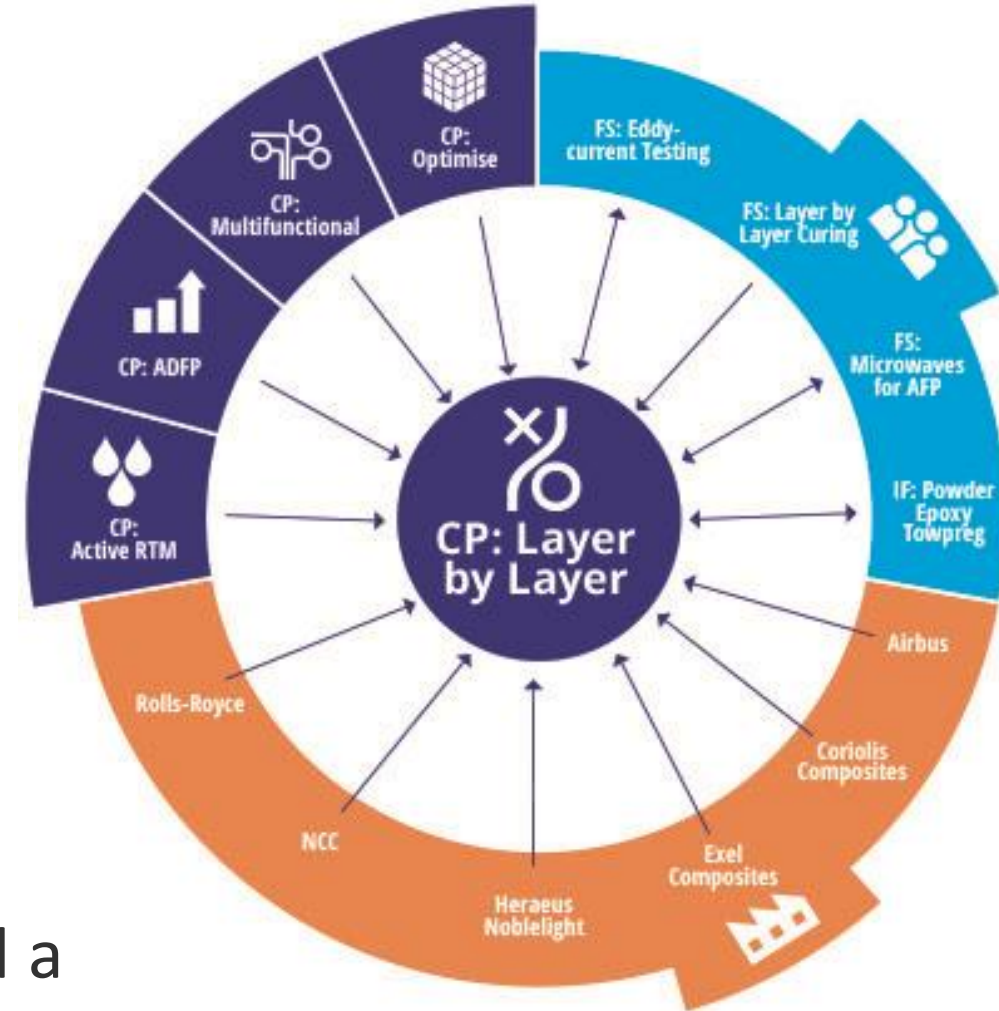 CP:
Optimise
FS: Eddy-
current Testing
CP:
Multifunctional
FS: Layer by
Layer Curing
CP: ADFP
FS:
Microwaves
for AFP
CP:
Active RTM
IF: Powder
Epoxy
Towpreg
CP: Layer
by Layer
Airbus
Rolls-Royce
Coriolis
Composites
NCC
Exel
Composites
Heraeus
Noblelight
l a